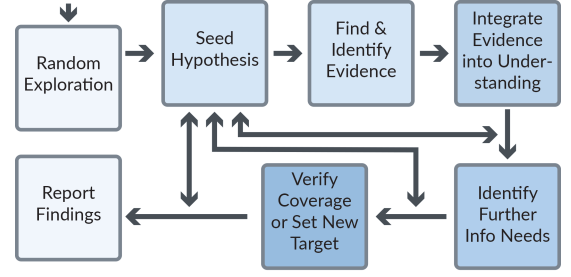 Random
Exploration
Seed
Hypothesis
Find &
Identify
Evidence
Integrate
Evidence
into Under-
standing
Report
Findings
Verify
Coverage
or Set New
Target
Identify
Further
Info Needs